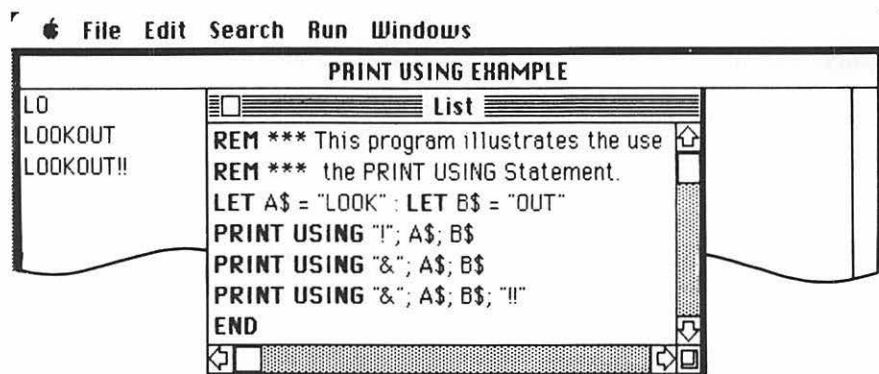 File Edit Search Run Windows
PRINT USING EXAMPLE
LO
LOOKOUT
LOOKOUT!!
List
REM *** This program illustrates the use
REM *** the PRINT USING Statement.
LET A$ = "LOOK" : LET B$ = "OUT"
PRINT USING "!"; A$; B$
PRINT USING "&"; A$; B$
PRINT USING "&"; A$; B$; "!!"
END